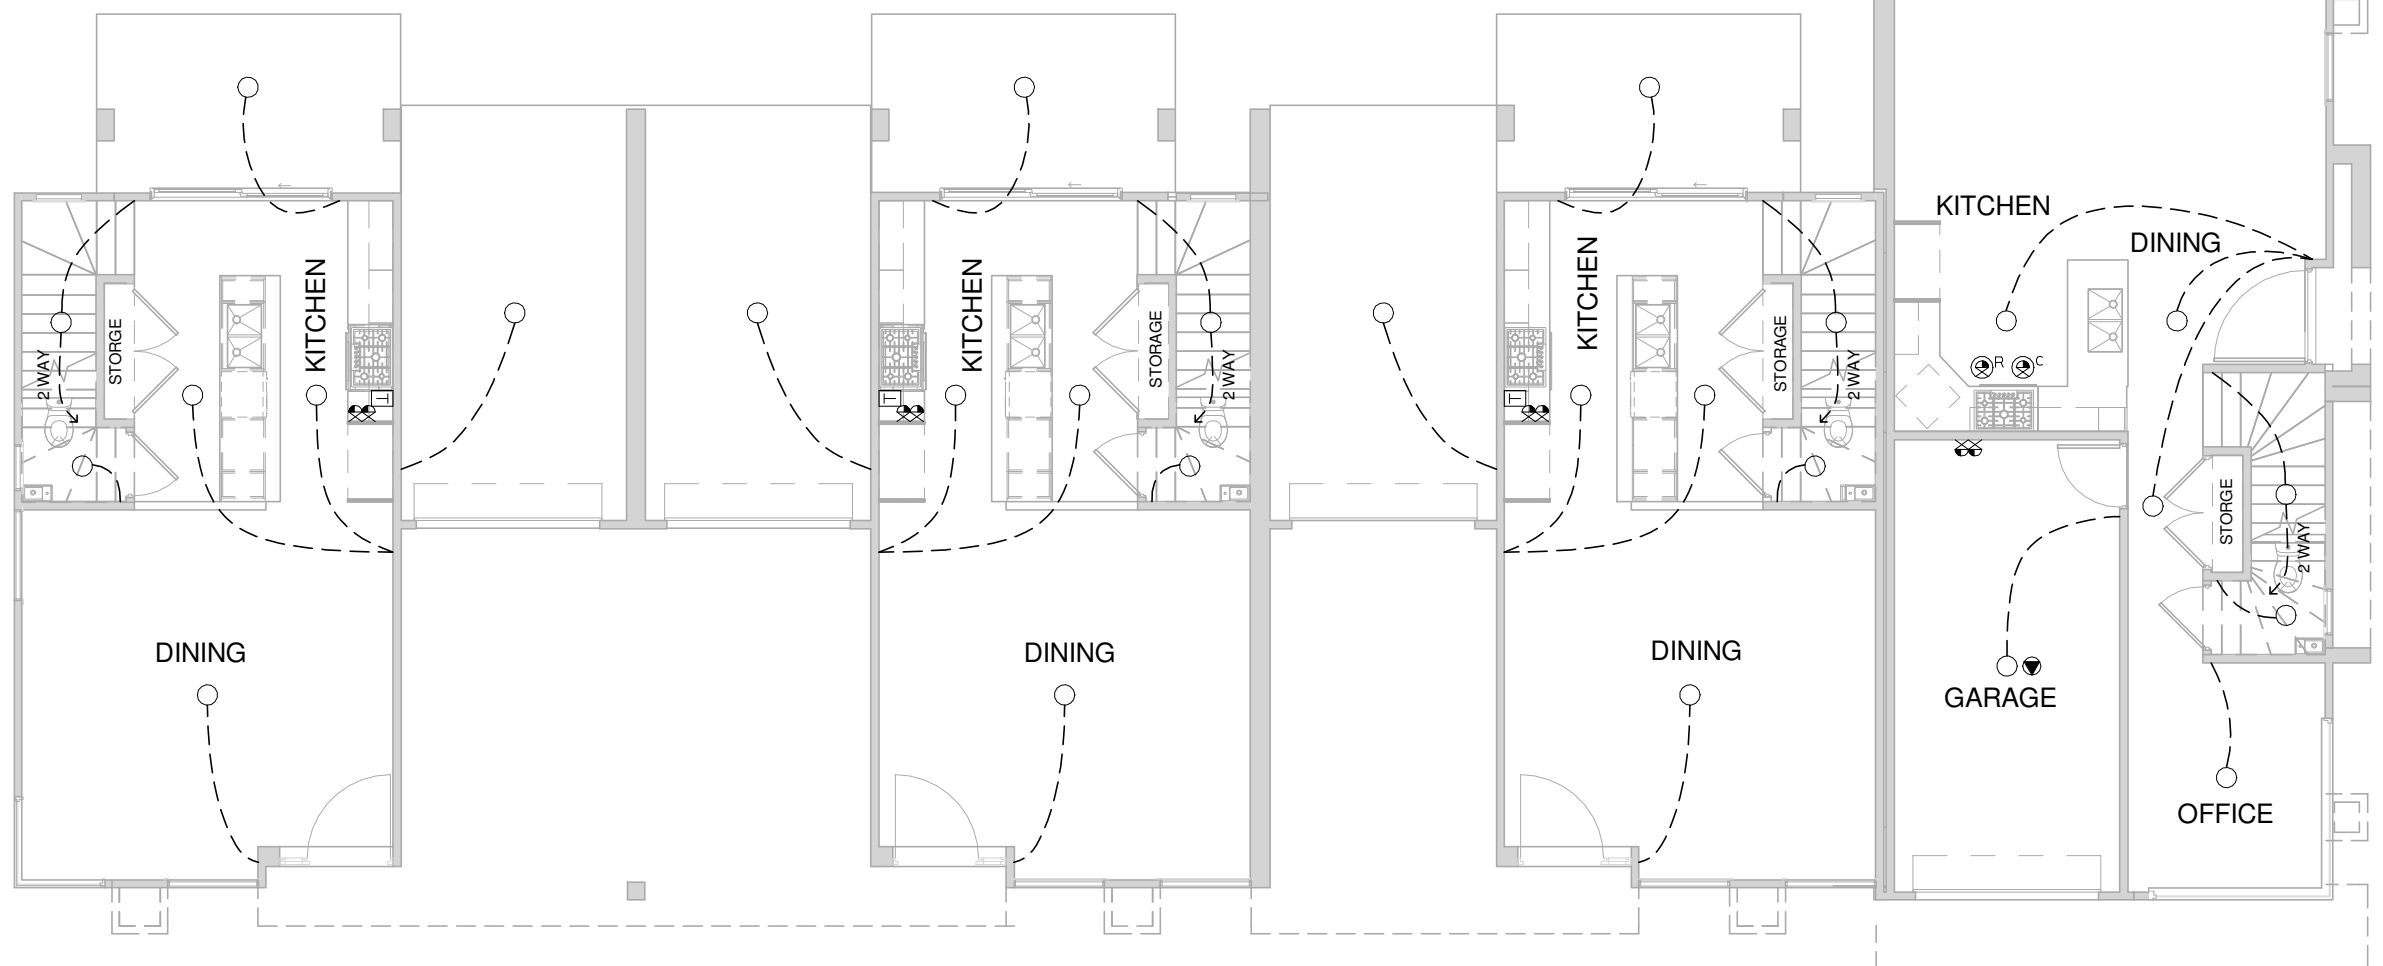 KITCHEN
DINING
R
C
KITCHEN
KITCHEN
KITCHEN
STORGE
STORAGE
STORAGE
2 WAY
2 WAY
2 WAY
T
T
T
STORGE
2 WAY
DINING
DINING
DINING
GARAGE
OFFICE